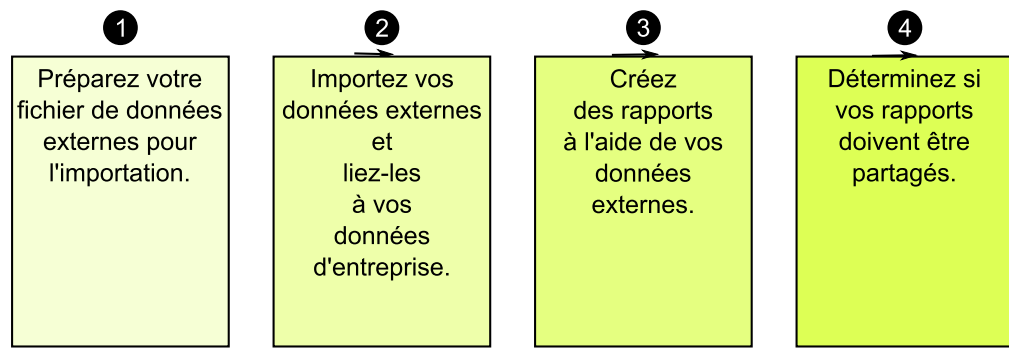 1
Préparez votre
fichier de données
externes pour
l'importation.
2
Importez vos
données externes
et
liez-les
à vos
données
d'entreprise.
3
Créez
des rapports
à l'aide de vos
données
externes.
4
Déterminez si
vos rapports
doivent être
partagés.